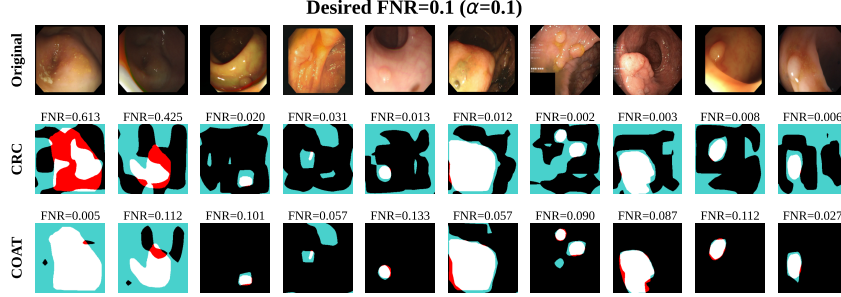 Desired FNR=0.1 (α=0.1)
Original
FNR=0.613 FNR=0.425 FNR=0.020 FNR=0.031 FNR=0.013 FNR=0.012 FNR=0.002 FNR=0.003 FNR=0.008 FNR=0.006
CRC
FNR=0.005 FNR=0.112 FNR=0.101 FNR=0.057 FNR=0.133 FNR=0.057 FNR=0.090 FNR=0.087 FNR=0.112 FNR=0.027
COAT